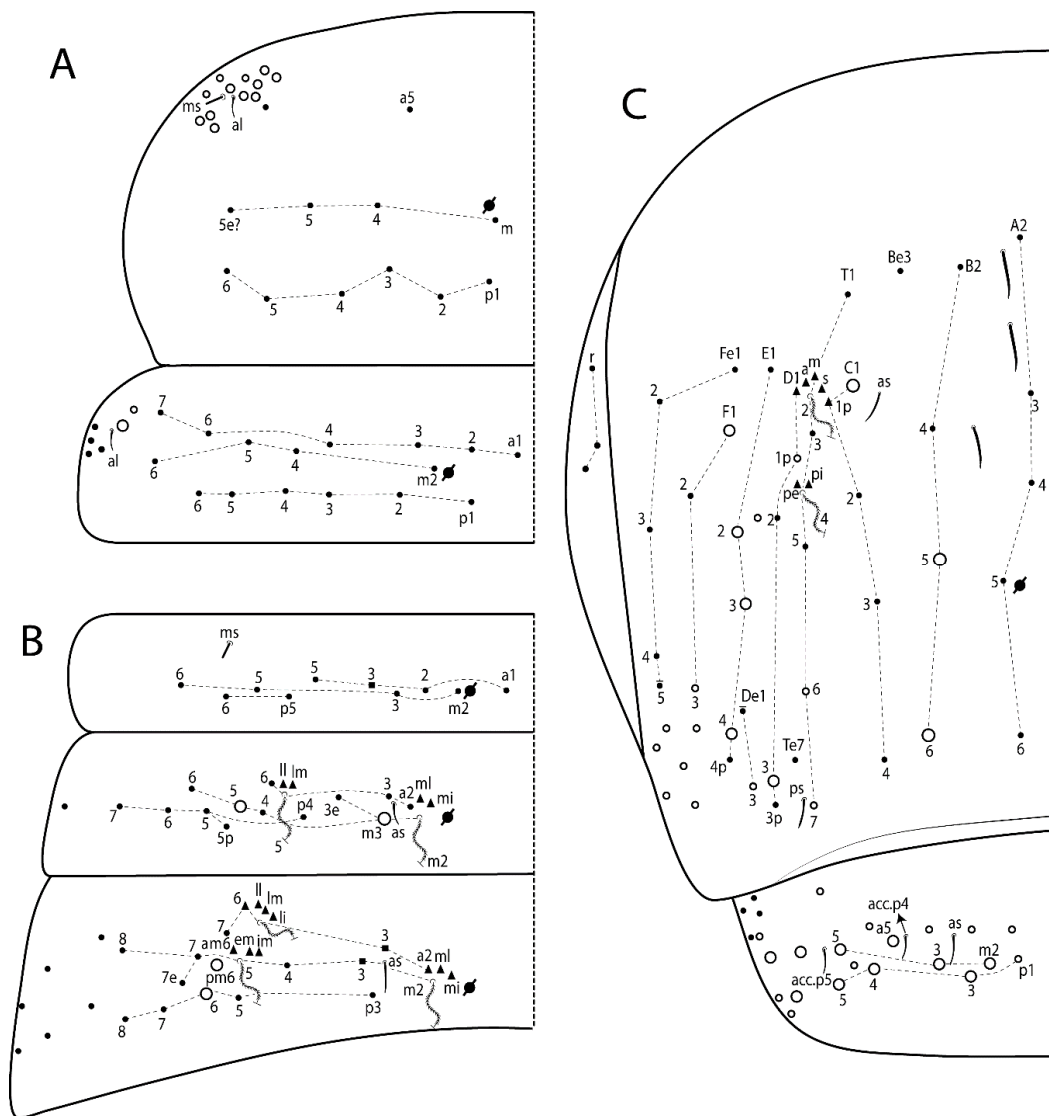 A
ms
al
a5
5e?
5
4
m
6
5
4
3
2
p1
7
6
4
3
2
a1
al
6
5
4
m2
6
5
4
3
2
p1
B
ms
6
5
5
3
2
a1
6
p5
3
m2
6
5
6
ll
lm
4
3e
3
a2
ml
mi
7
6
5
5p
5
p4
m3
as
m2
6
ll
lm
li
7
8
7
am6
em
im
3
a2
ml
7e
pm6
5
4
3
as
m2
mi
8
7
6
5
p3
C
A2
B2
Be3
T1
r
Fe1
E1
D1
a
m
s
C1
as
2
1p
2
3
F1
3
4
1p
pi
pe
4
2
2
2
2
5
5
3
5
3
3
4
5
3
6
De1
4
4p
Te7
3
3
3p
ps
7
4
6
6
acc.p4
a5
as
5
3
m2
p1
acc.p5
5
4
3